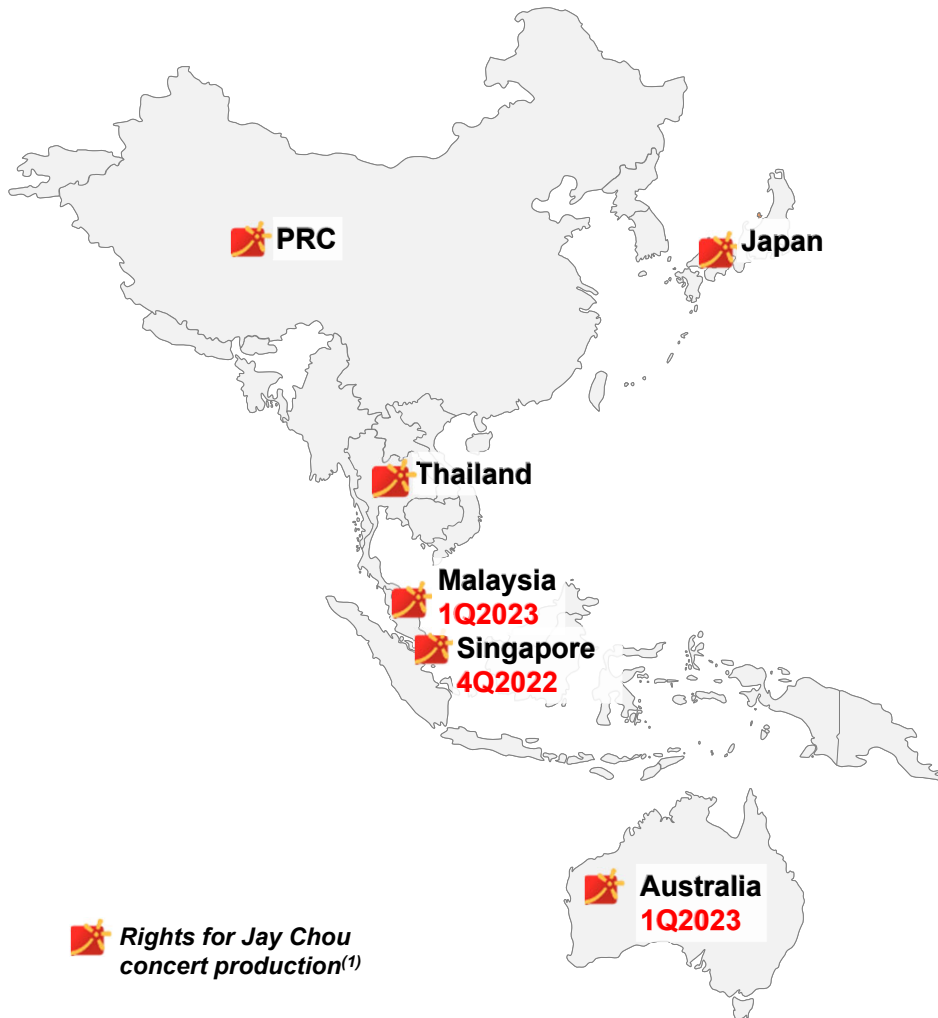 PRC
Japan
Thailand
Malaysia
1Q2023
Singapore
4Q2022
Australia
1Q2023
Rights for Jay Chou
concert production(1)